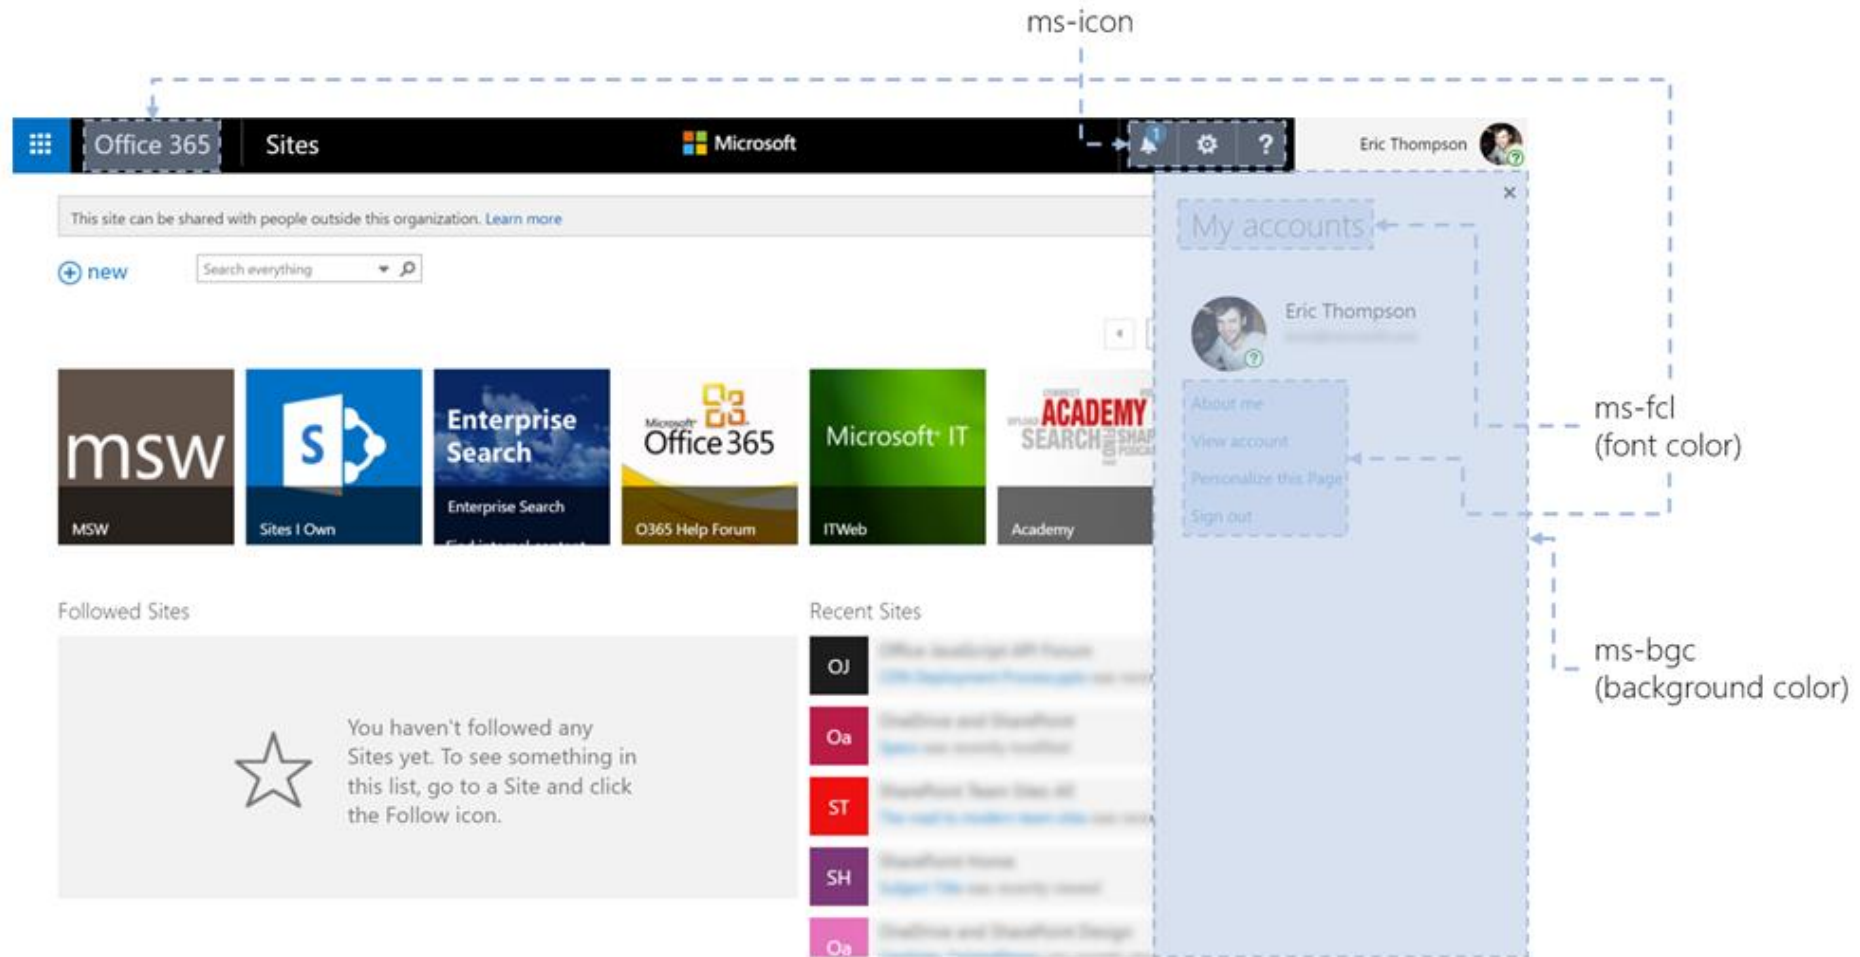 ms-icon
Office 365
Sites
Microsoft
1
?
Eric Thompson
This site can be shared with people outside this organization. Learn more
My accounts
new
Search everything
Eric Thompson
msw
MSW
S
Sites I Own
Enterprise
Search
Enterprise Search
Find internal content
Microsoft
Office 365
O365 Help Forum
Microsoft IT
ITWeb
ACADEMY
SEARCH
Academy
About me
View account
Personalize this Page
Sign out
ms-fcl
(font color)
Followed Sites
You haven't followed any
Sites yet. To see something in
this list, go to a Site and click
the Follow icon.
Recent Sites
OJ
Oa
ST
SH
Oa
ms-bgc
(background color)